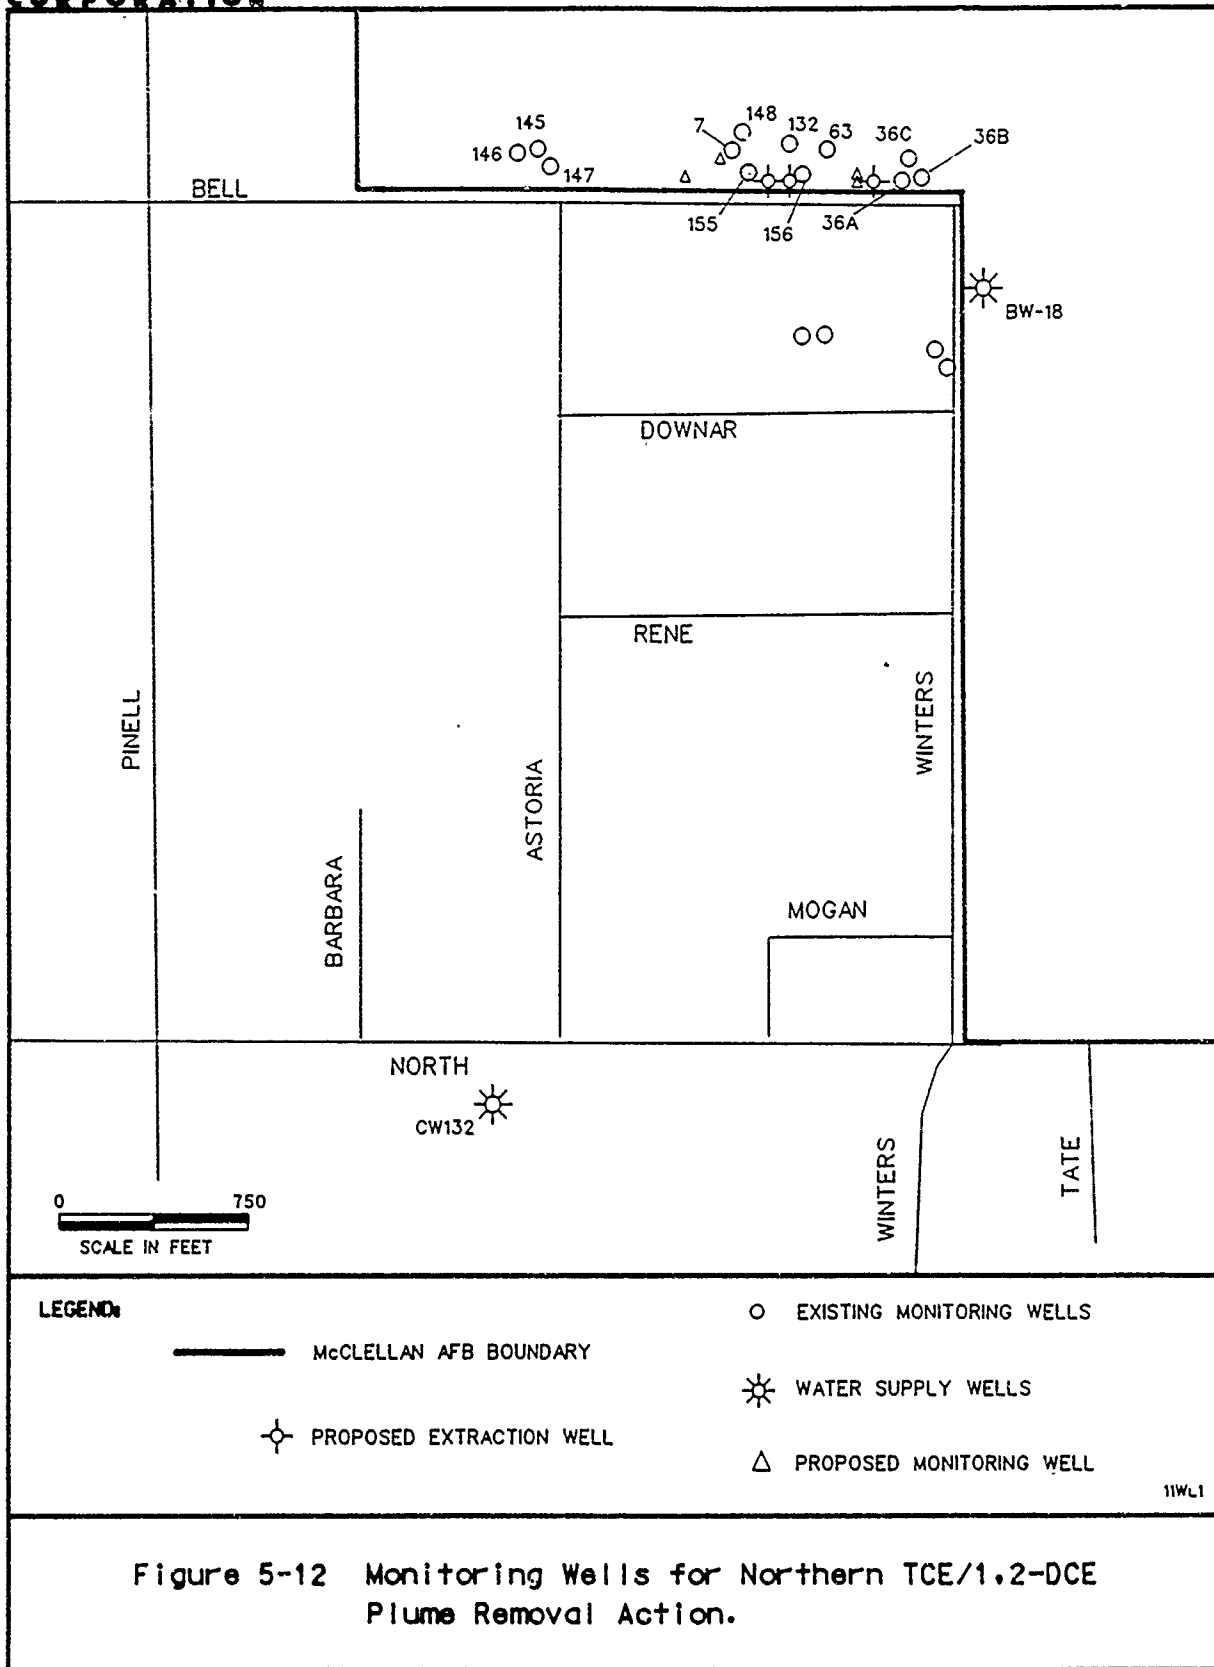 CORPORATION
148
7
132
63
36C
36B
145
146
147
BELL
155
156
36A
BW-18
DOWNAR
RENE
WINTERS
PINELL
ASTORIA
BARBARA
MOGAN
NORTH
CW132
WINTERS
TATE
0 750
SCALE IN FEET
LEGEND:
EXISTING MONITORING WELLS
McCLELLAN AFB BOUNDARY
WATER SUPPLY WELLS
PROPOSED EXTRACTION WELL
PROPOSED MONITORING WELL
11WL1
Figure 5-12 Monitoring Wells for Northern TCE/1,2-DCE
Plume Removal Action.